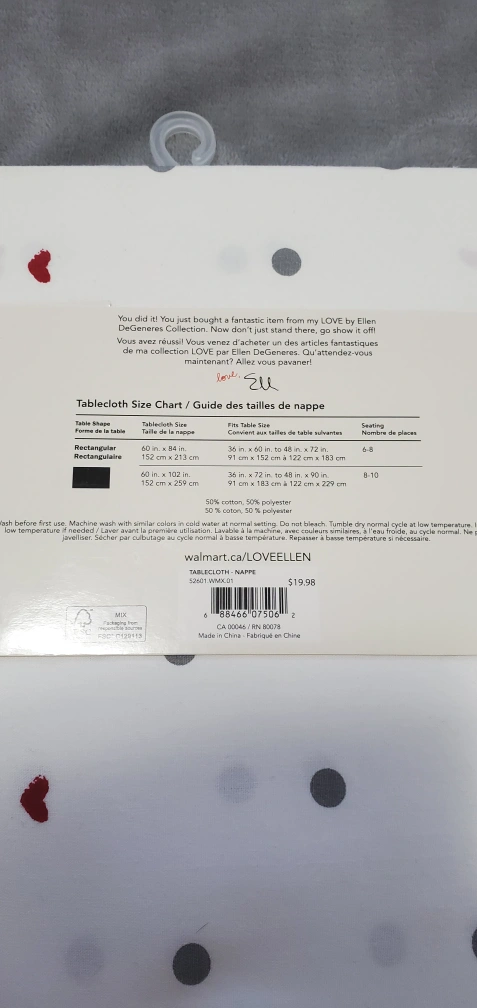 You did it! You just bought a fantastic item from my LOVE by Ellen
DeGeneres Collection. Now don't just stand there, go show it off!
Vous avez réussi! Vous venez d'acheter un des articles fantastiques
de ma collection LOVE par Ellen DeGeneres. Qu'attendez-vous
maintenant? Allez vous pavaner!
love,
Tablecloth Size Chart / Guide des tailles de nappe
Table Shape Tablecloth Size Fits Table Size Seating
Forme de la table Taille de la nappe Convient aux tailles de table suivantes Nombre de places
Rectangular 60 in. x 84 in. 36 in. x 60 in. to 48 in. x 72 in. 6-8
Rectangulaire 152 cm x 213 cm 91 cm x 152 cm à 122 cm x 183 cm
60 in. x 102 in. 36 in. x 72 in. to 48 in. x 90 in. 8-10
152 cm x 259 cm 91 cm x 183 cm à 122 cm x 229 cm
50% cotton, 50% polyester
50 % coton, 50 % polyester
ash before first use. Machine wash with similar colors in cold water at normal setting. Do not bleach. Tumble dry normal cycle at low temperature.
low temperature if needed / Laver avant la première utilisation. Lavable à la machine, avec couleurs similaires, à l'eau froide, au cycle normal. Ne
javelliser. Sécher par culbutage au cycle normal à basse température. Repasser à basse température si nécessaire.
walmart.ca/LOVEELLEN
TABLECLOTH - NAPPE
52601.WMX.01 $19.98
6 88466 07506 2
CA 00046 / RN 80078
Made in China · Fabriqué en Chine
FSC
MIX
Packaging from
responsible sources